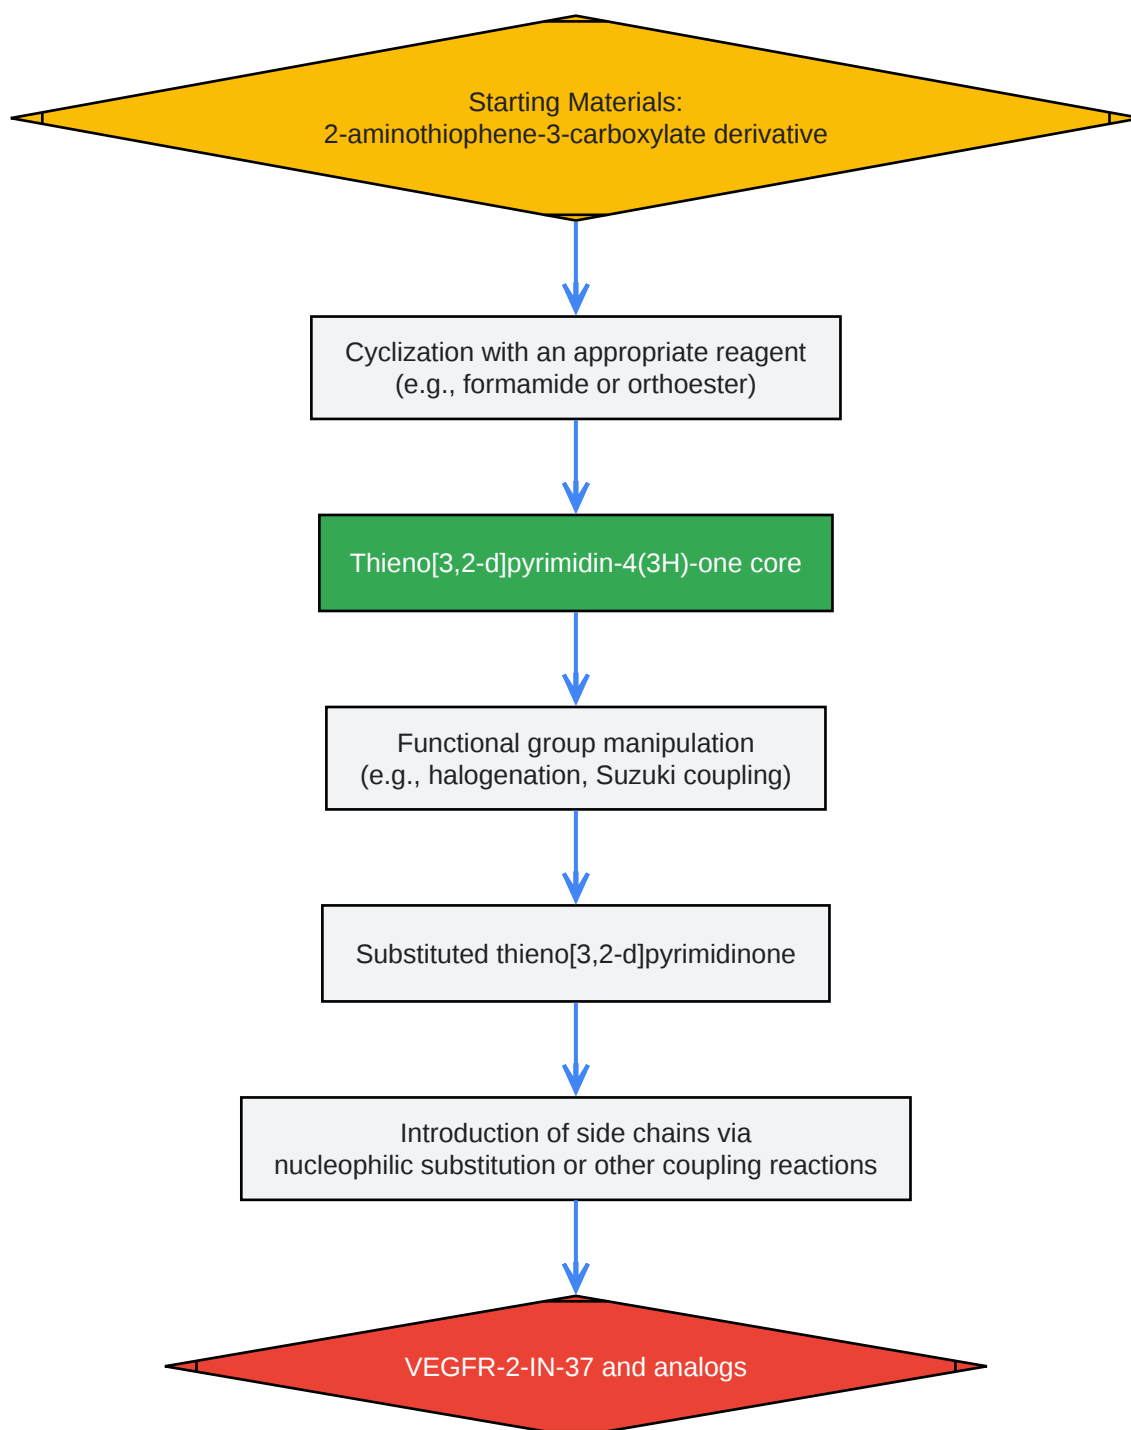 Starting Materials:
2-aminothiophene-3-carboxylate derivative
Cyclization with an appropriate reagent
(e.g., formamide or orthoester)
Thieno[3,2-d]pyrimidin-4(3H)-one core
Functional group manipulation
(e.g., halogenation, Suzuki coupling)
Substituted thieno[3,2-d]pyrimidinone
Introduction of side chains via
nucleophilic substitution or other coupling reactions
VEGFR-2-IN-37 and analogs